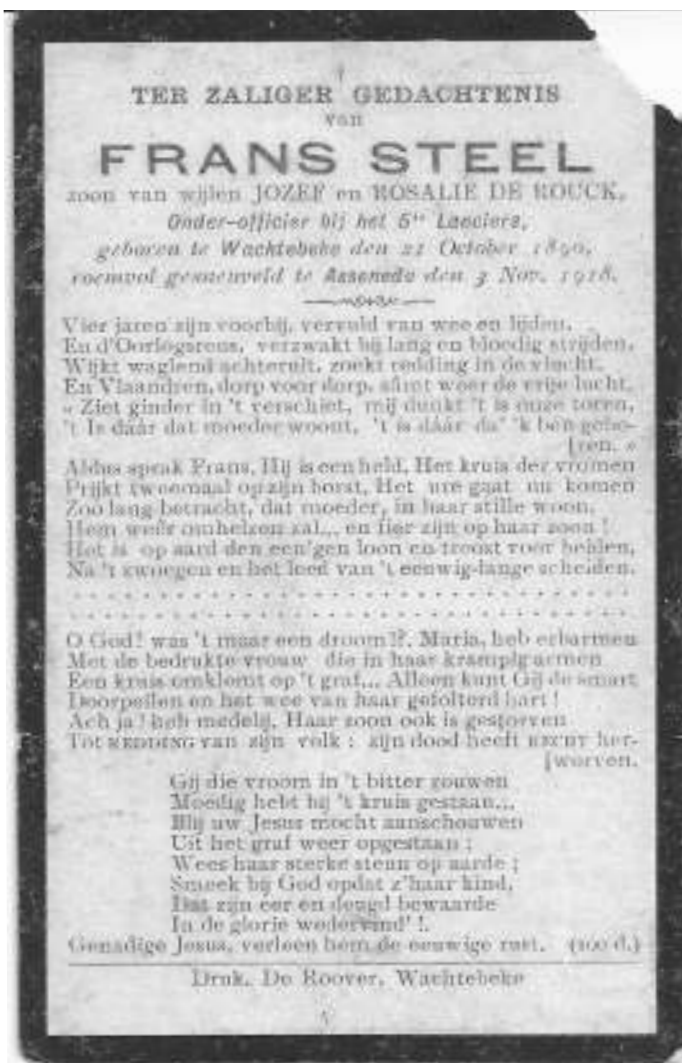 TER ZALIGER GEDACHTENIS
van
FRANS STEEL
zoon van wijlen JOZEF en ROSALIE DE ROUCK,
Onder-officier bij het 5de Lanciers,
geboren te Wachtebeke den 21 October 1890,
roemvol gesneuveld te Assenede den 3 Nov. 1918.
Vier jaren zijn voorbij, vervuld van wee en lijden,
En d'Oorlogsreus, verzwakt bij lang en bloedig strijden,
Wijkt waglend achteruit, zoekt redding in de vlucht.
En Vlaandren, dorp voor dorp, aâmt weer de vrije lucht.
« Ziet ginder in 't verschiet, mij dunkt 't is onze toren,
't Is dáár dat moeder woont, 't is dáár da' 'k ben gebo-
[ren. »
Aldus sprak Frans. Hij is een held. Het kruis der vromen
Prijkt tweemaal op zijn borst. Het ure gaat nu komen
Zoo lang betracht, dat moeder, in haar stille woon,
Hem weêr omhelzen zal... en fier zijn op haar zoon !
Het is op aard den een'gen loon en troost voor helden,
Na 't zwoegen en het leed van 't eeuwig-lange scheiden.
O God! was 't maar een droom!?. Maria, heb erbarmen
Met de bedrukte vrouw die in haar krampig armen
Een kruis omklemt op 't graf... Alleen kunt Gij de smart
Doorpeilen en het wee van haar gefolterd hart !
Ach ja ! heb medelij. Haar zoon ook is gestorven
Tot REDDING van zijn volk : zijn dood heeft RECHT her-
[worven.
Gij die vroom in 't bitter rouwen
Moedig hebt bij 't kruis gestaan...
Blij uw Jesus mocht aanschouwen
Uit het graf weer opgestaan ;
Wees haar sterke steun op aarde ;
Smeek bij God opdat z'haar kind,
Dat zijn eer en deugd bewaarde
In de glorie wedervind' !.
Genadige Jesus, verleen hem de eeuwige rust. (100 d.)
Druk. De Roover, Wachtebeke